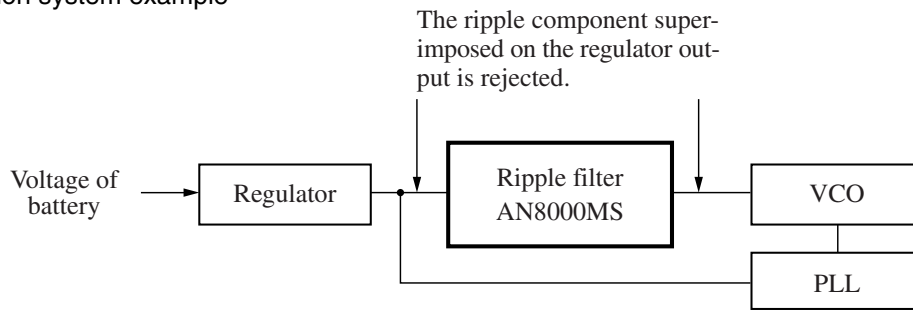 system example
The ripple component super-
imposed on the regulator out-
put is rejected.
Voltage of
battery
Regulator
Ripple filter
AN8000MS
VCO
PLL